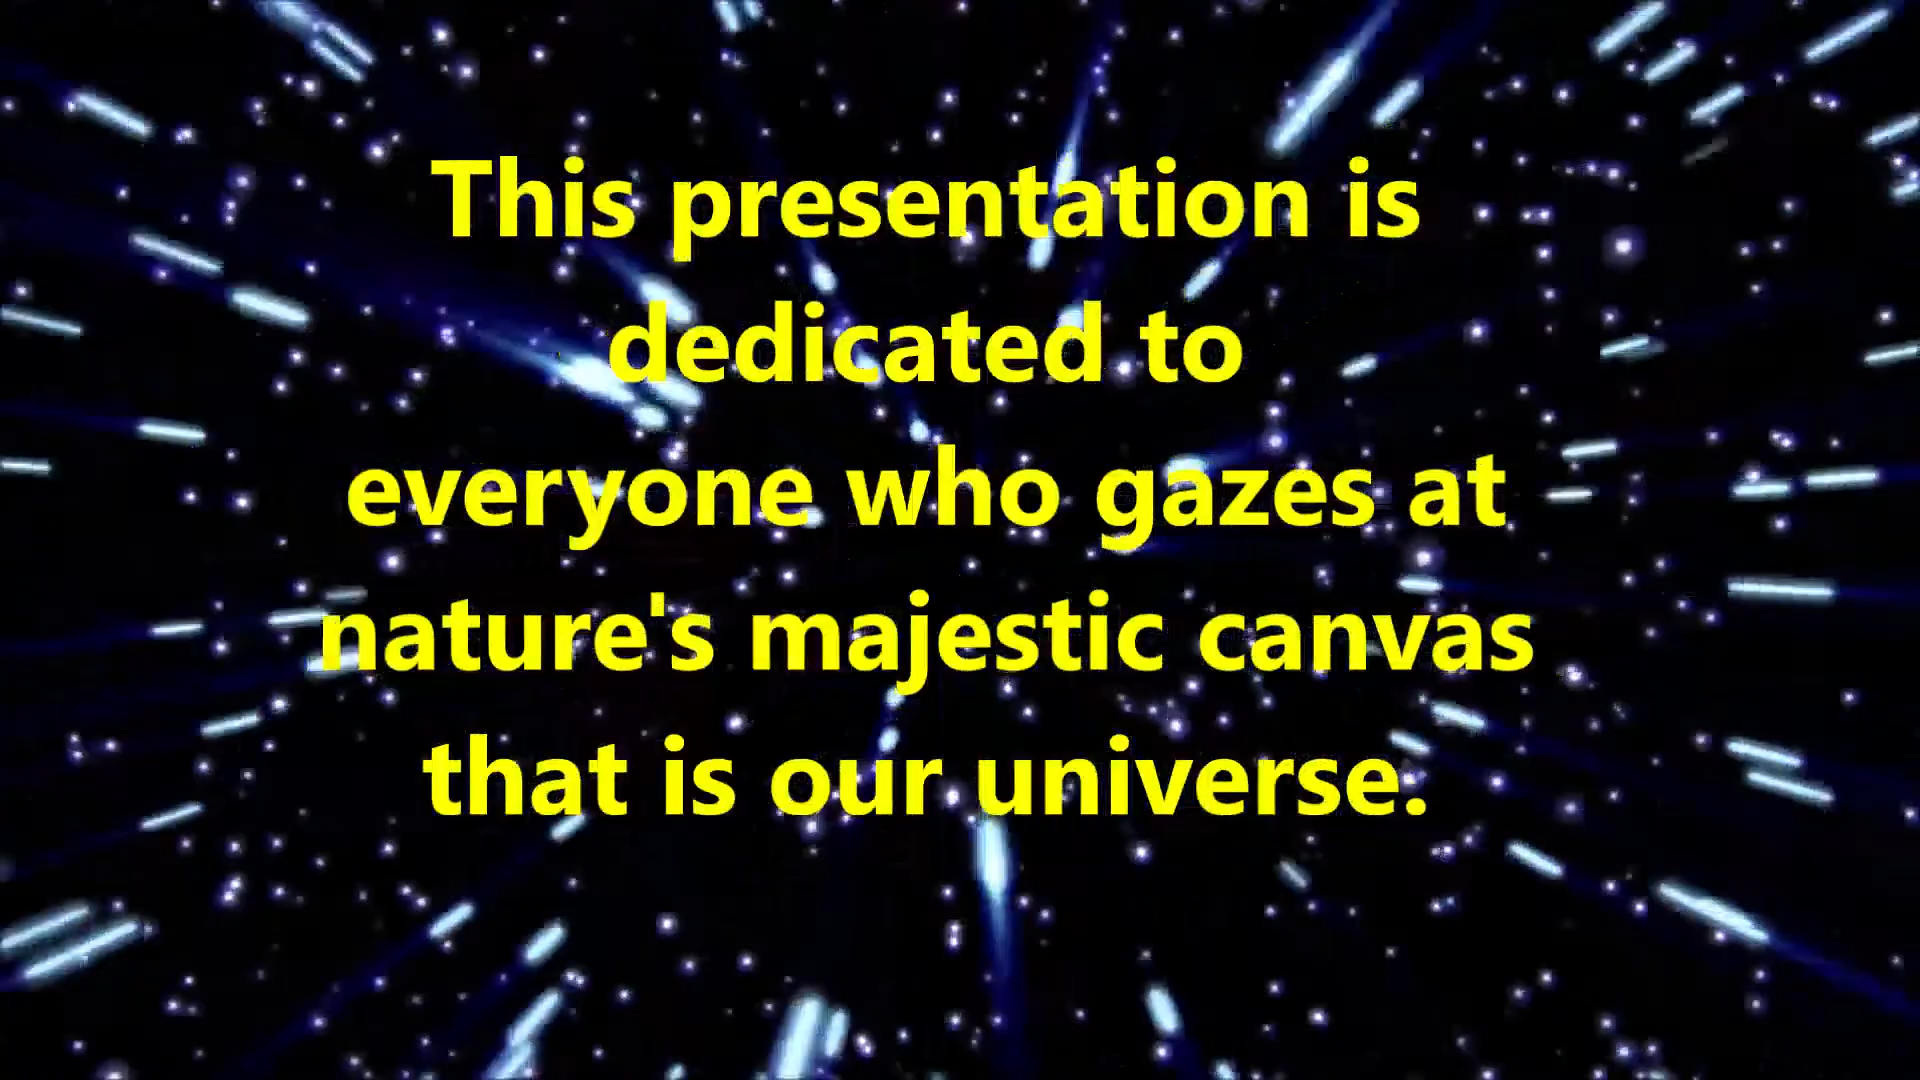 This presentation is
dedicated to
everyone who gazes at
nature's majestic canvas
that is our universe.